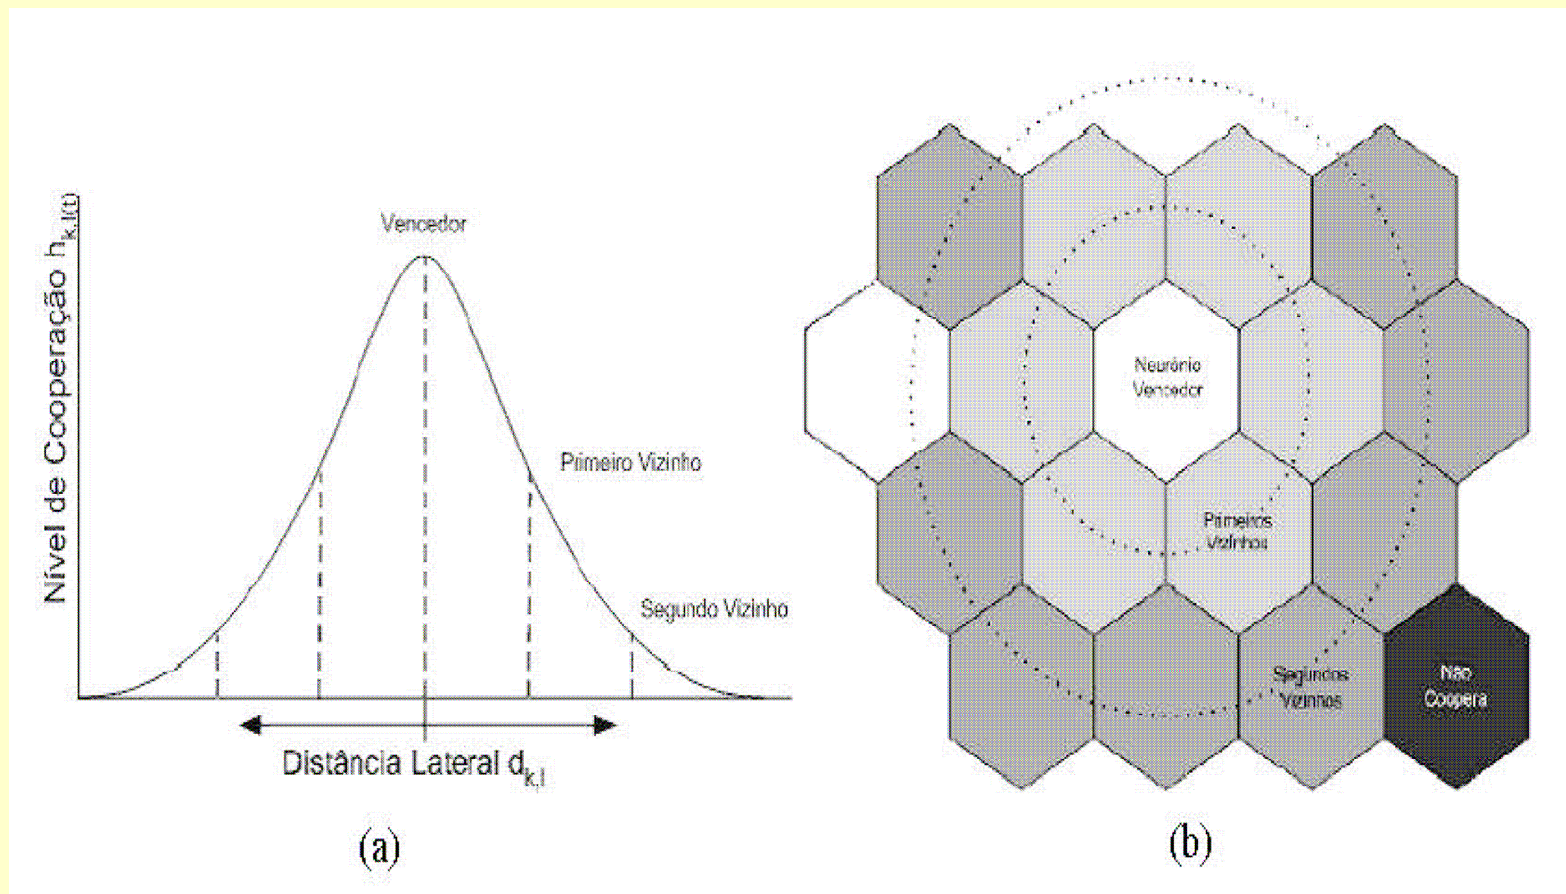 Nível de Cooperação h k,l(t)
Vencedor
Primeiro Vizinho
Segundo Vizinho
Distância Lateral d k,l
(a)
Neurônio
Vencedor
Primeiros
Vizinhos
Segundos
Vizinhos
Não
Coopera
(b)